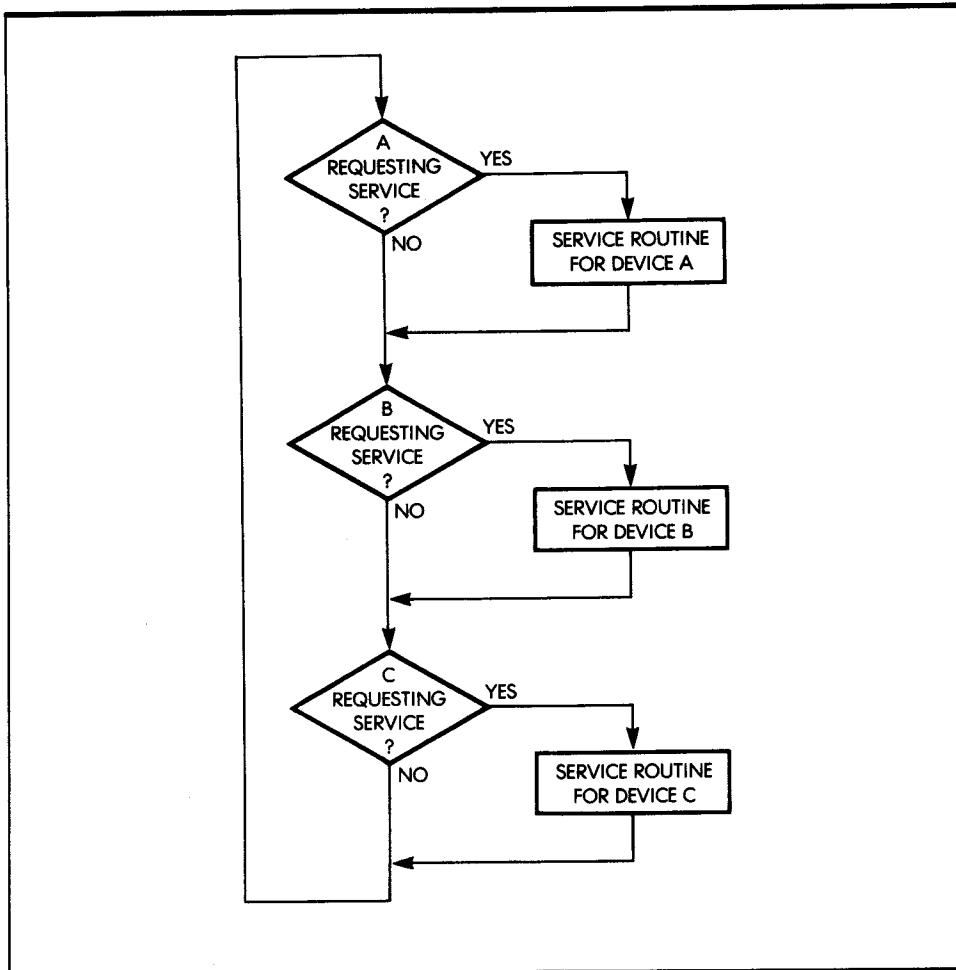 A
REQUESTING
SERVICE
?
YES
NO
SERVICE ROUTINE
FOR DEVICE A
B
REQUESTING
SERVICE
?
YES
NO
SERVICE ROUTINE
FOR DEVICE B
C
REQUESTING
SERVICE
?
YES
NO
SERVICE ROUTINE
FOR DEVICE C